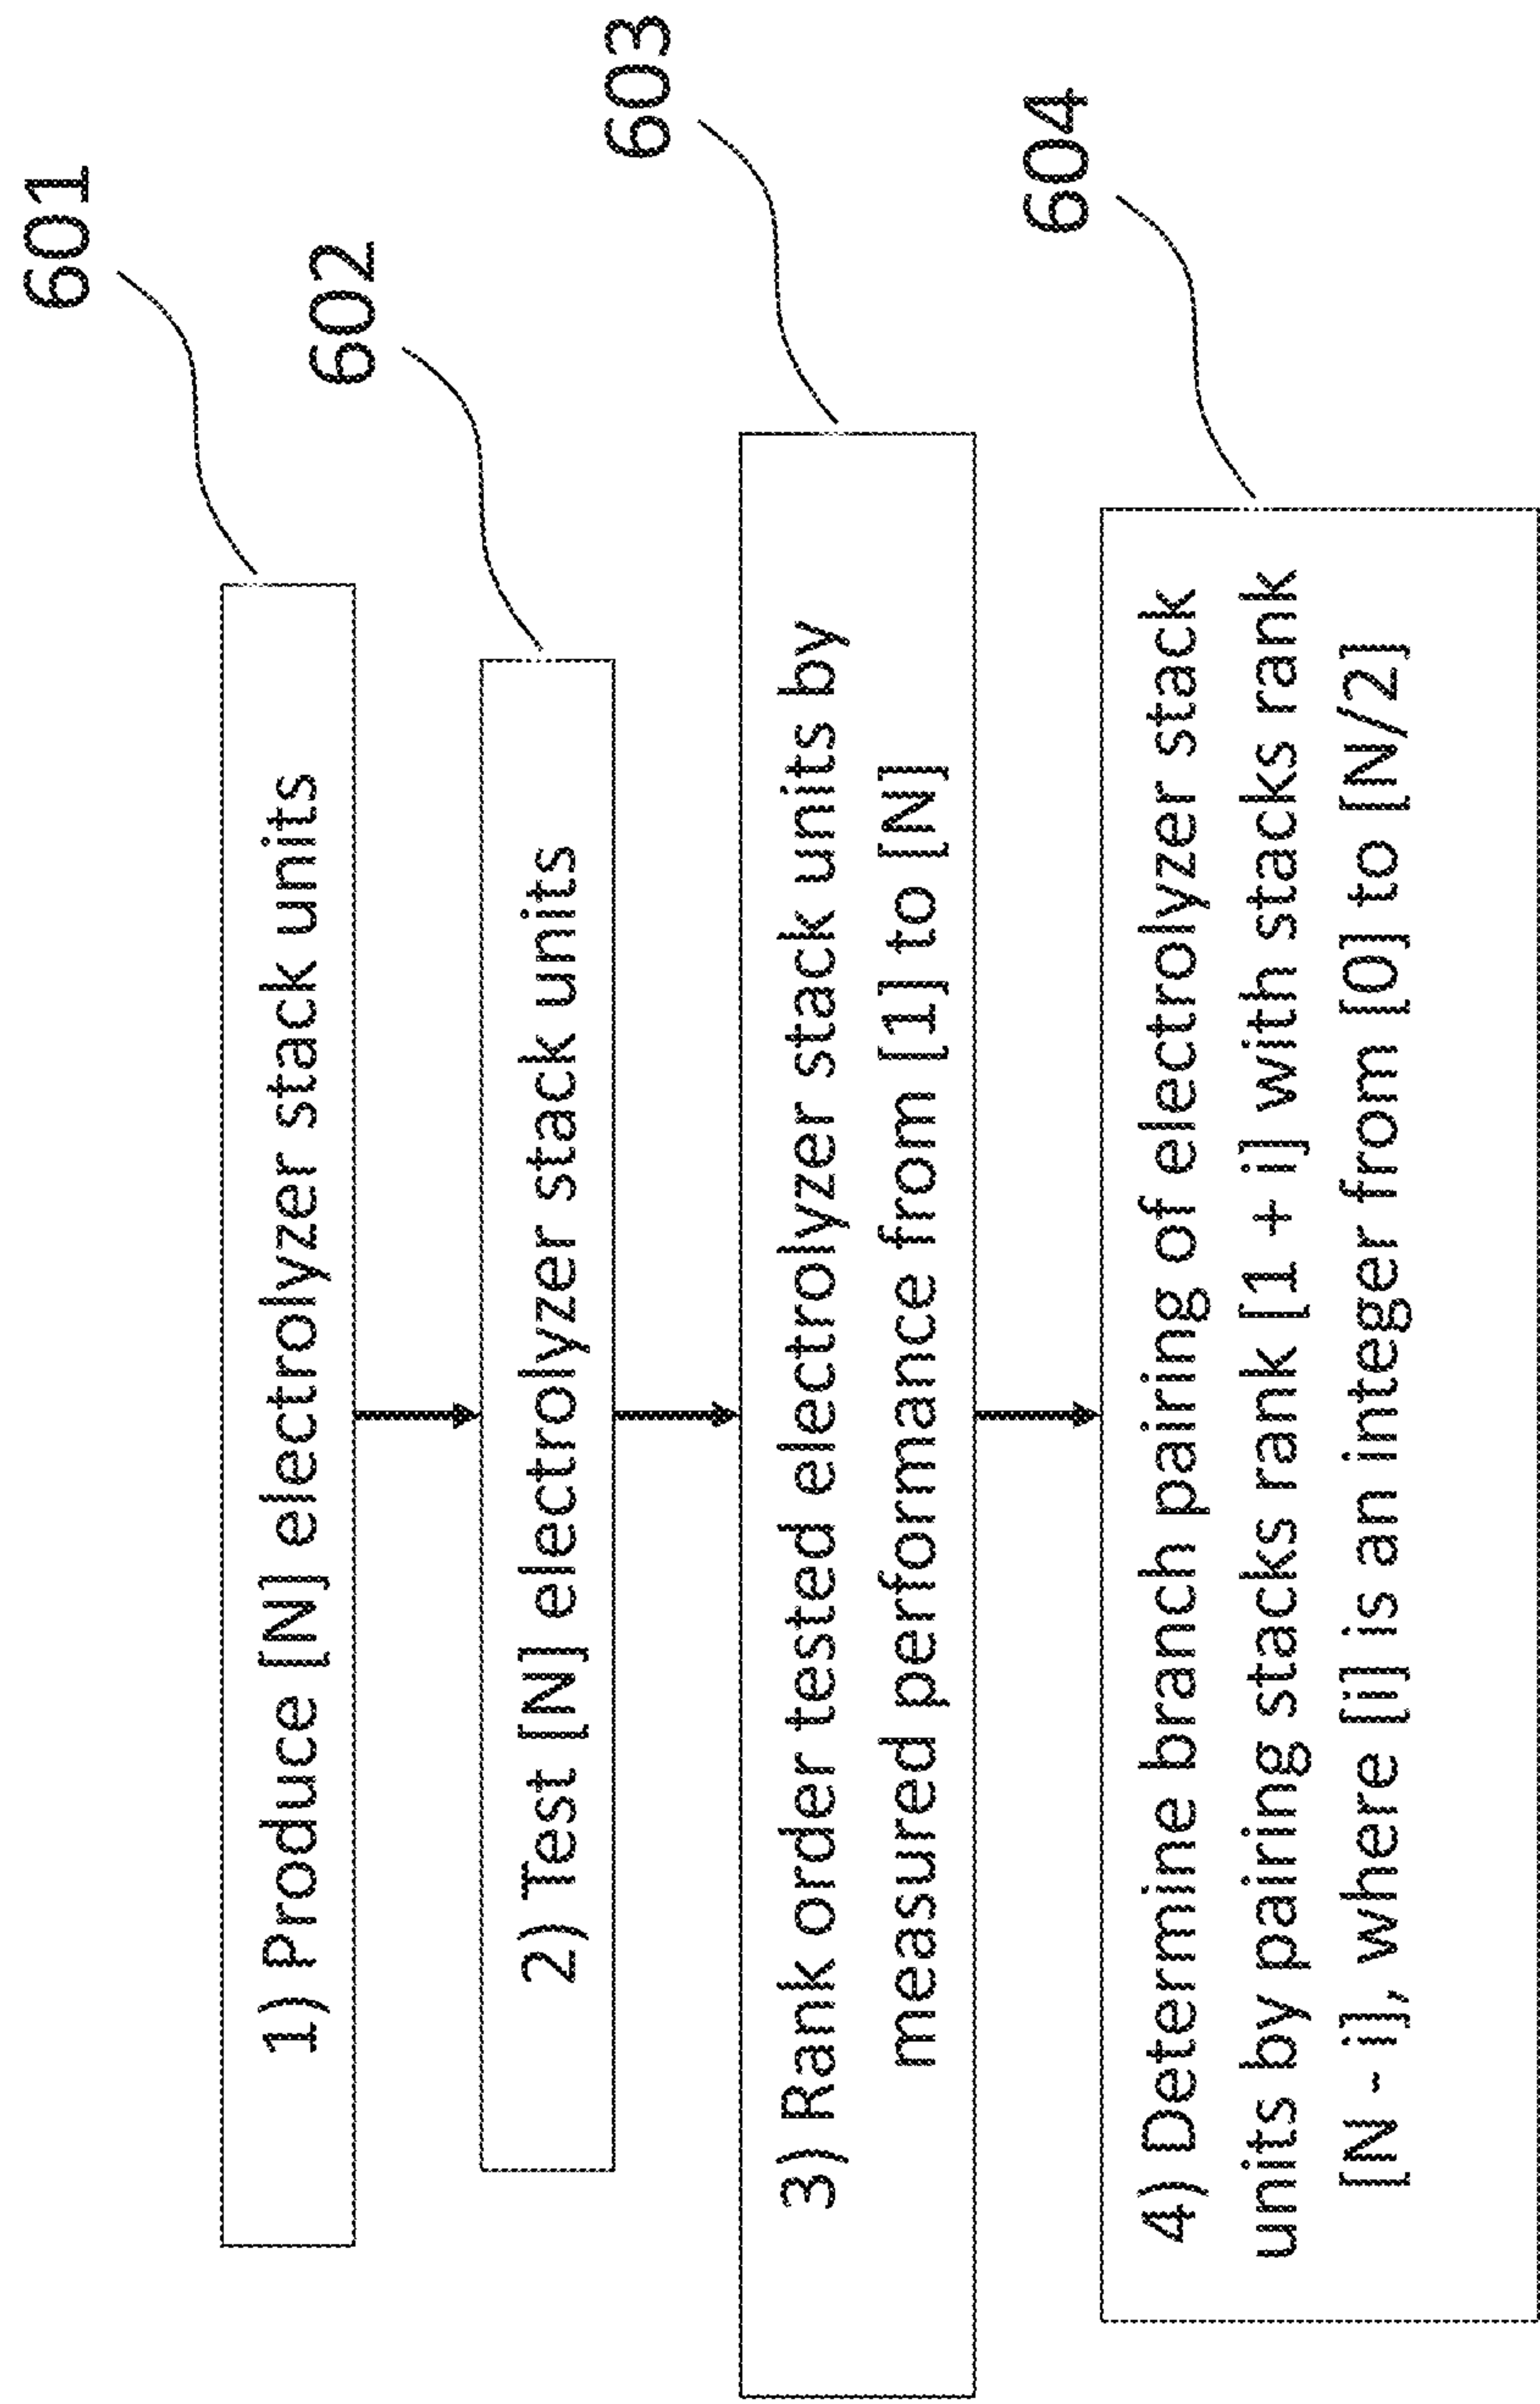 601
1) Produce [N] electrolyzer stack units
602
2) Test [N] electrolyzer stack units
603
3) Rank order tested electrolyzer stack units by
measured performance from [1] to [N]
604
4) Determine branch pairing of electrolyzer stack
units by pairing stacks rank [1 + i] with stacks rank
[N - i], where [i] is an integer from [0] to [N/2]